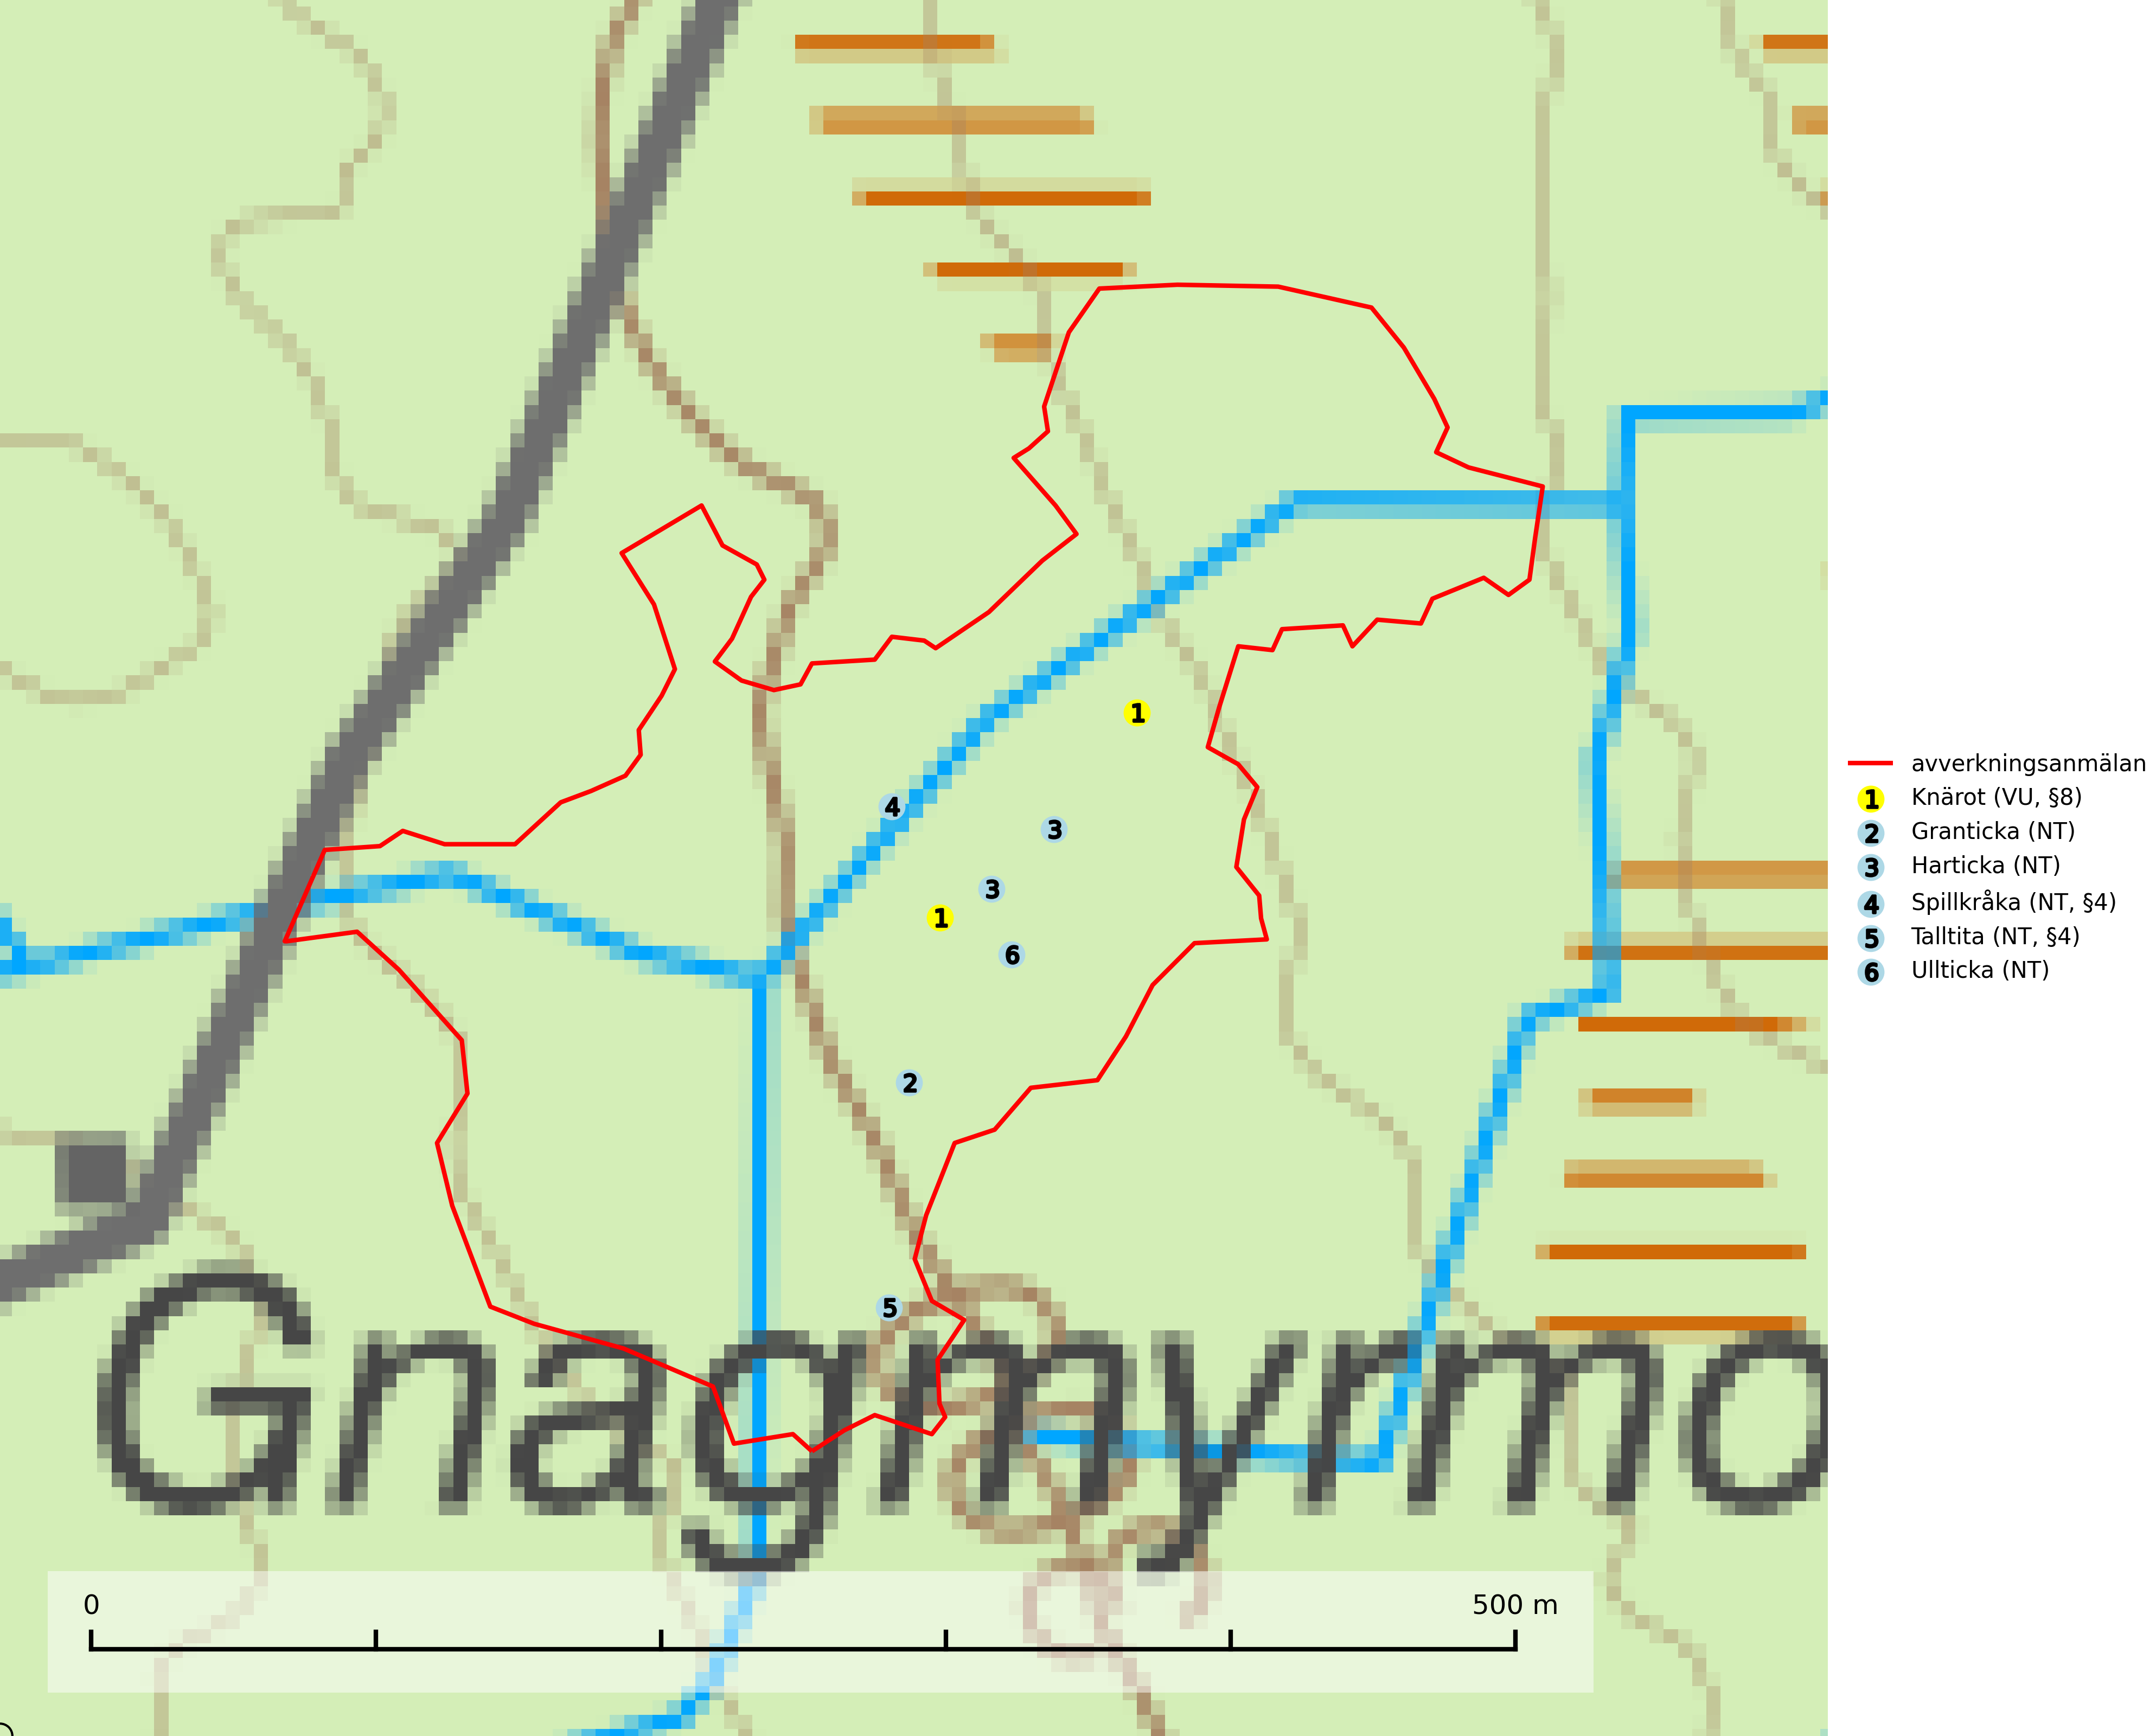 1
4
3
3
1
6
2
5
Gnagmymo
0 500 m
avverkningsanmälan
1 Knärot (VU, §8)
2 Granticka (NT)
3 Harticka (NT)
4 Spillkråka (NT, §4)
5 Talltita (NT, §4)
6 Ullticka (NT)